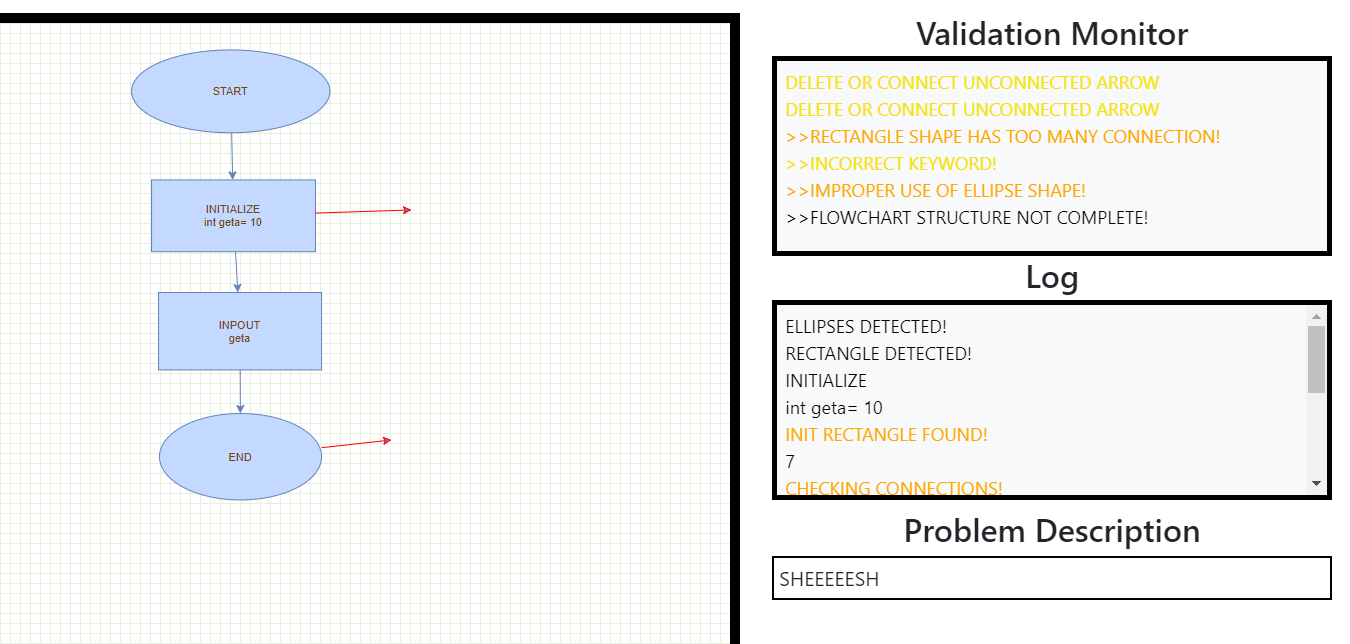 START
INITIALIZE
int geta= 10
INPOUT
geta
END
Validation Monitor
DELETE OR CONNECT UNCONNECTED ARROW
DELETE OR CONNECT UNCONNECTED ARROW
>>RECTANGLE SHAPE HAS TOO MANY CONNECTION!
>>INCORRECT KEYWORD!
>>IMPROPER USE OF ELLIPSE SHAPE!
>>FLOWCHART STRUCTURE NOT COMPLETE!
Log
ELLIPSES DETECTED!
RECTANGLE DETECTED!
INITIALIZE
int geta= 10
INIT RECTANGLE FOUND!
7
CHECKING CONNECTIONS!
Problem Description
SHEEEEESH